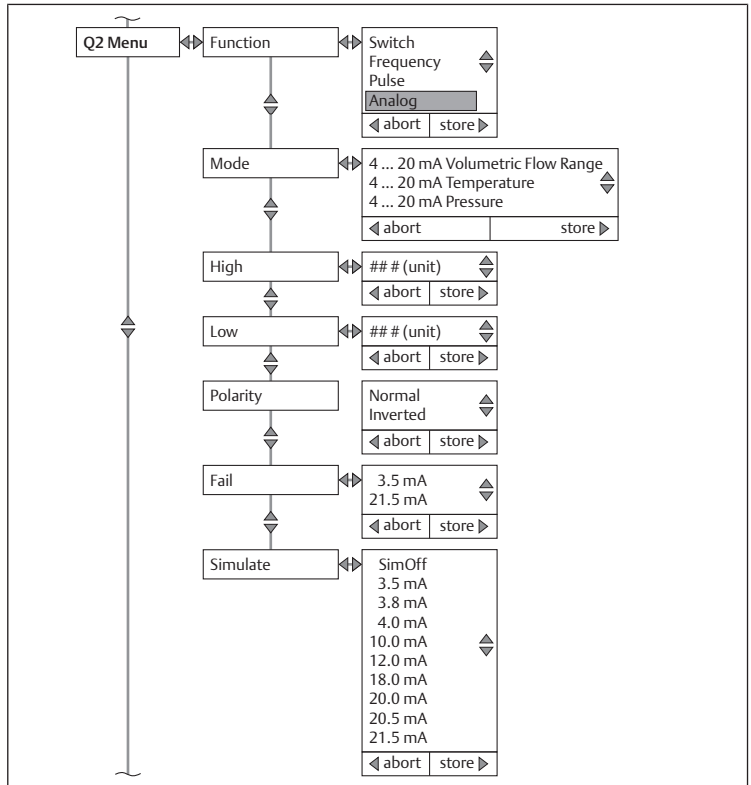 Q2 Menu
Function
Switch
Frequency
Pulse
Analog
abort store
Mode
4 ... 20 mA Volumetric Flow Range
4 ... 20 mA Temperature
4 ... 20 mA Pressure
abort store
High
## # (unit)
abort store
Low
## # (unit)
abort store
Polarity
Normal
Inverted
abort store
Fail
3.5 mA
21.5 mA
abort store
Simulate
SimOff
3.5 mA
3.8 mA
4.0 mA
10.0 mA
12.0 mA
18.0 mA
20.0 mA
20.5 mA
21.5 mA
abort store